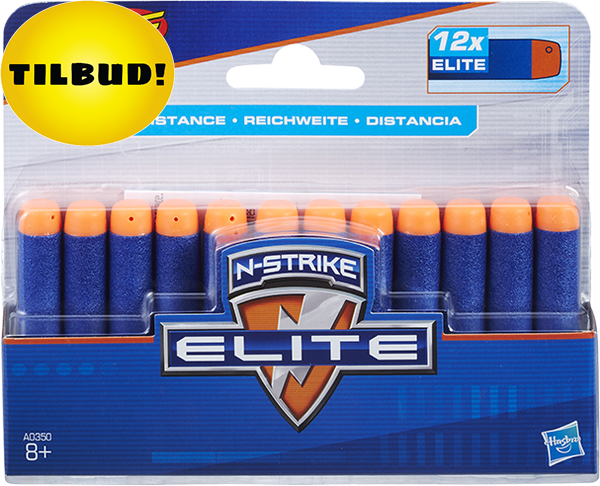 TILBUD!
12x
ELITE
STANCE • REICHWEITE • DISTANCIA
N-STRIKE
ELITE
A0350
8+
Hasbro